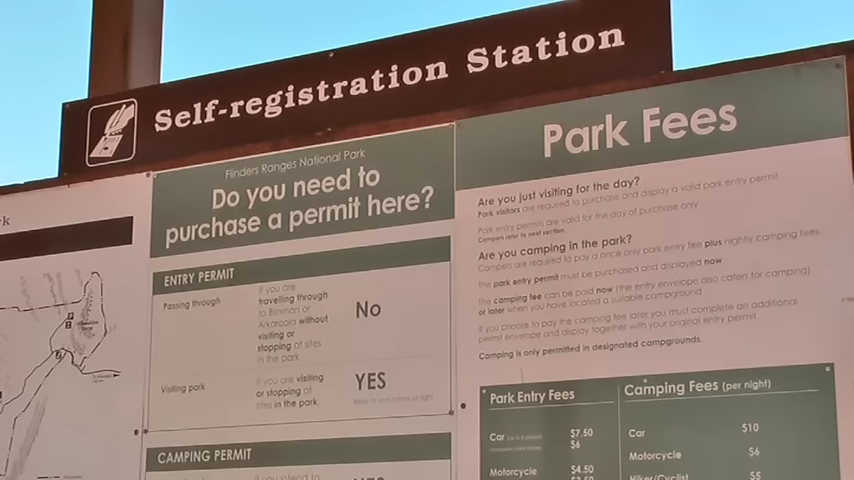 Self-registration Station
Flinders Ranges National Park
Do you need to
purchase a permit here?
ENTRY PERMIT
Passing through
If you are
travelling through
to Blinman or
Arkaroola without
visiting or
stopping at sites
in the park.
No
Visiting park
If you are visiting
or stopping at
sites in the park.
YES
CAMPING PERMIT
If you intend to
Park Fees
Are you just visiting for the day?
Park visitors are required to purchase and display a valid park entry permit
Park entry permits are valid for the day of purchase only
Campers refer to next section.
Are you camping in the park?
Campers are required to pay a once only park entry fee plus nightly camping fees.
The park entry permit must be purchased and displayed now
The camping fee can be paid now (the entry envelope also caters for camping)
or later when you have located a suitable campground.
If you choose to pay the camping fee later you must complete an additional
permit envelope and display together with your original entry permit.
Camping is only permitted in designated campgrounds.
Park Entry Fees
Car
$7.50
$6
Motorcycle
$4.50
Camping Fees (per night)
Car $10
Motorcycle $6
Hiker/Cyclist $5